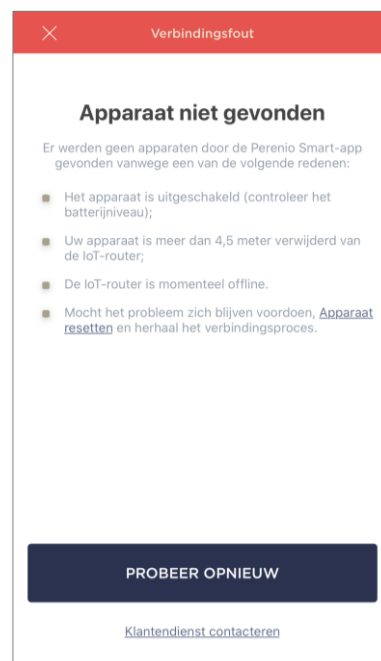 Verbindingsfout
Apparaat niet gevonden
Er werden geen apparaten door de Perenio Smart-app
gevonden vanwege een van de volgende redenen:
Het apparaat is uitgeschakeld (controleer het
batterijniveau);
Uw apparaat is meer dan 4,5 meter verwijderd van
de IoT-router;
De IoT-router is momenteel offline.
Mocht het probleem zich blijven voordoen, Apparaat
resetten en herhaal het verbindingsproces.
PROBEER OPNIEUW
Klantendienst contacteren